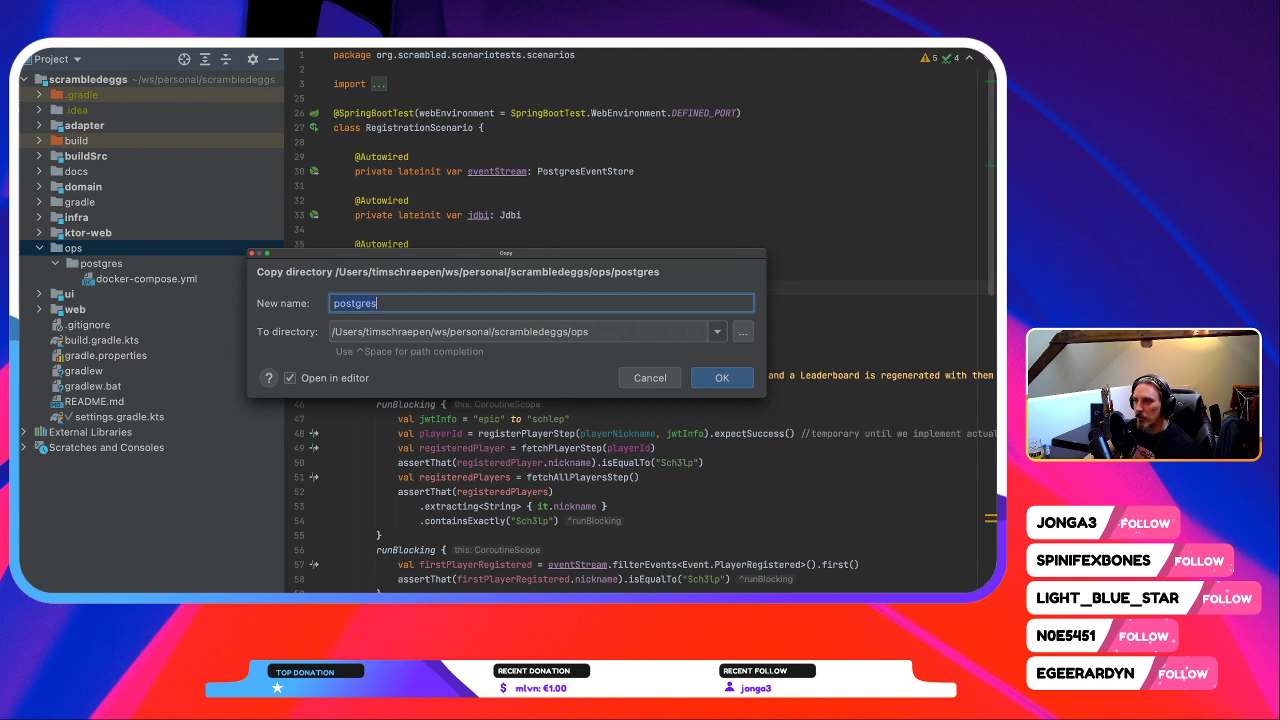 Project
scrambledeggs ~/ws/personal/scrambledeggs
.gradle
.idea
adapter
build
buildSrc
docs
domain
gradle
infra
ktor-web
ops
postgres
docker-compose.yml
ui
web
.gitignore
build.gradle.kts
gradle.properties
gradlew
gradlew.bat
README.md
settings.gradle.kts
External Libraries
Scratches and Consoles
1 package org.scrambled.scenariotests.scenarios
2
3 import ...
25
26 @SpringBootTest(webEnvironment = SpringBootTest.WebEnvironment.DEFINED_PORT)
27 class RegistrationScenario {
28
29 @Autowired
30 private lateinit var eventStream: PostgresEventStore
31
32 @Autowired
33 private lateinit var jdbi: Jdbi
34
35 @Autowired
5 4
Copy
Copy directory /Users/timschraepen/ws/personal/scrambledeggs/ops/postgres
New name: postgres
To directory: /Users/timschraepen/ws/personal/scrambledeggs/ops
...
Use ^Space for path completion
? Open in editor Cancel OK
and a Leaderboard is regenerated with them
46 runBlocking { this: CoroutineScope
47 val jwtInfo = "epic" to "schlep"
48 val playerId = registerPlayerStep(playerNickname, jwtInfo).expectSuccess() //temporary until we implement actua
49 val registeredPlayer = fetchPlayerStep(playerId)
50 assertThat(registeredPlayer.nickname).isEqualTo("Sch3lp")
51 val registeredPlayers = fetchAllPlayersStep()
52 assertThat(registeredPlayers)
53 .extracting<String> { it.nickname }
54 .containsExactly("Sch3lp") ^runBlocking
55 }
56 runBlocking { this: CoroutineScope
57 val firstPlayerRegistered = eventStream.filterEvents<Event.PlayerRegistered>().first()
58 assertThat(firstPlayerRegistered.nickname).isEqualTo("Sch3lp") ^runBlocking
JONGA3 FOLLOW
SPINIFEXBONES FOLLOW
LIGHT_BLUE_STAR FOLLOW
N0E5451 FOLLOW
EGEERARDYN FOLLOW
TOP DONATION
RECENT DONATION
$ mlvn: €1.00
RECENT FOLLOW
jonga3